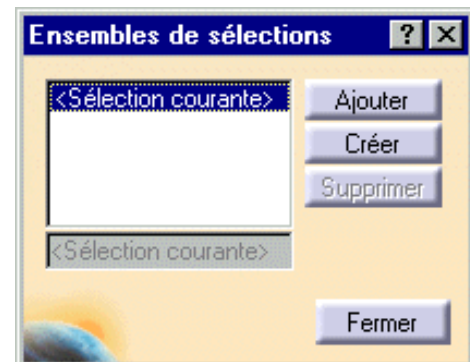 Ensembles de sélections
<Sélection courante>
Ajouter
Créer
Supprimer
<Sélection courante>
Fermer